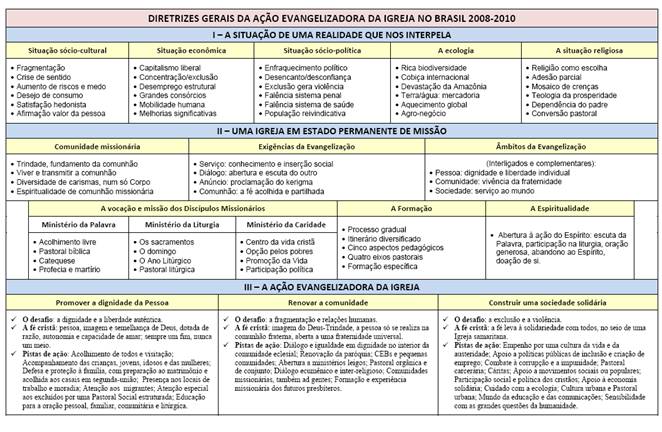 DIRETRIZES GERAIS DA AÇÃO EVANGELIZADORA DA IGREJA NO BRASIL 2008-2010
I – A SITUAÇÃO DE UMA REALIDADE QUE NOS INTERPELA
Situação sócio-cultural
• Fragmentação
• Crise de sentido
• Aumento de riscos e medo
• Desejo de consumo
• Satisfação hedonista
• Afirmação valor da pessoa
Situação econômica
• Capitalismo liberal
• Concentração/exclusão
• Desemprego estrutural
• Grandes consórcios
• Mobilidade humana
• Melhorias significativas
Situação sócio-política
• Enfraquecimento político
• Desencanto/desconfiança
• Exclusão gera violência
• Falência sistema penal
• Falência sistema de saúde
• População reivindicativa
A ecologia
• Rica biodiversidade
• Cobiça internacional
• Devastação da Amazônia
• Terra/água: mercadoria
• Aquecimento global
• Agro-negócio
A situação religiosa
• Religião como escolha
• Adesão parcial
• Mosaico de crenças
• Teologia da prosperidade
• Dependência do padre
• Conversão pastoral
II – UMA IGREJA EM ESTADO PERMANENTE DE MISSÃO
Comunidade missionária
• Trindade, fundamento da comunhão
• Viver e transmitir a comunhão
• Diversidade de carismas, num só Corpo
• Espiritualidade de comunhão missionária
Exigências da Evangelização
• Serviço: conhecimento e inserção social
• Diálogo: abertura e escuta do outro
• Anúncio: proclamação do kerigma
• Comunhão: a fé acolhida e partilhada
Âmbitos da Evangelização
(Interligados e complementares):
• Pessoa: dignidade e liberdade individual
• Comunidade: vivência da fraternidade
• Sociedade: serviço ao mundo
A vocação e missão dos Discípulos Missionários
Ministério da Palavra
• Acolhimento livre
• Pastoral bíblica
• Catequese
• Profecia e martírio
Ministério da Liturgia
• Os sacramentos
• O domingo
• O Ano Litúrgico
• Pastoral litúrgica
Ministério da Caridade
• Centro da vida cristã
• Opção pelos pobres
• Promoção da Vida
• Participação política
A Formação
• Processo gradual
• Itinerário diversificado
• Cinco aspectos pedagógicos
• Quatro eixos pastorais
• Formação específica
A Espiritualidade
• Abertura à ação do Espírito: escuta da
Palavra, participação na liturgia, oração
generosa, abandono ao Espírito,
doação de si.
III – A AÇÃO EVANGELIZADORA DA IGREJA
Promover a dignidade da Pessoa
✓ O desafio: a dignidade e a liberdade autêntica.
✓ A fé cristã: pessoa, imagem e semelhança de Deus, dotada de
razão, autonomia e capacidade de amar; sempre um fim, nunca
um meio.
✓ Pistas de ação: Acolhimento de todos e visitação;
Acompanhamento das crianças, jovens, idosos e das mulheres;
Defesa e proteção à família, com preparação ao matrimônio e
acolhida aos casais em segunda-união; Presença nos locais de
trabalho e moradia; Atenção aos migrantes; Atenção especial
aos excluídos por uma Pastoral Social estruturada; Educação
para a oração pessoal, familiar, comunitária e litúrgica.
Renovar a comunidade
✓ O desafio: a fragmentação e relações humanas.
✓ A fé cristã: imagem do Deus-Trindade, a pessoa só se realiza na
comunhão fraterna, aberta a uma fraternidade universal.
✓ Pistas de ação: Diálogo e igualdade em dignidade no interior da
comunidade eclesial; Renovação da paróquia; CEBs e pequenas
comunidades; Abertura a ministérios leigos; Pastoral orgânica e
de conjunto; Diálogo ecumênico e inter-religioso; Comunidades
missionárias, também ad gentes; Formação e experiência
missionária dos futuros presbíteros.
Construir uma sociedade solidária
✓ O desafio: a exclusão e a violência.
✓ A fé cristã: a fé leva à solidariedade com todos, no seio de uma
Igreja samaritana.
✓ Pistas de ação: Empenho por uma cultura da vida e da
austeridade; Apoio a políticas públicas de inclusão e criação de
emprego; Combate à corrupção e a impunidade; Pastoral
carcerária; Cáritas; Apoio a movimentos sociais ou populares;
Participação social e política dos cristãos; Apoio à economia
solidária; Cuidado com a ecologia; Cultura urbana e Pastoral
urbana; Mundo da educação e das comunicações; Sensibilidade
com as grandes questões da humanidade.